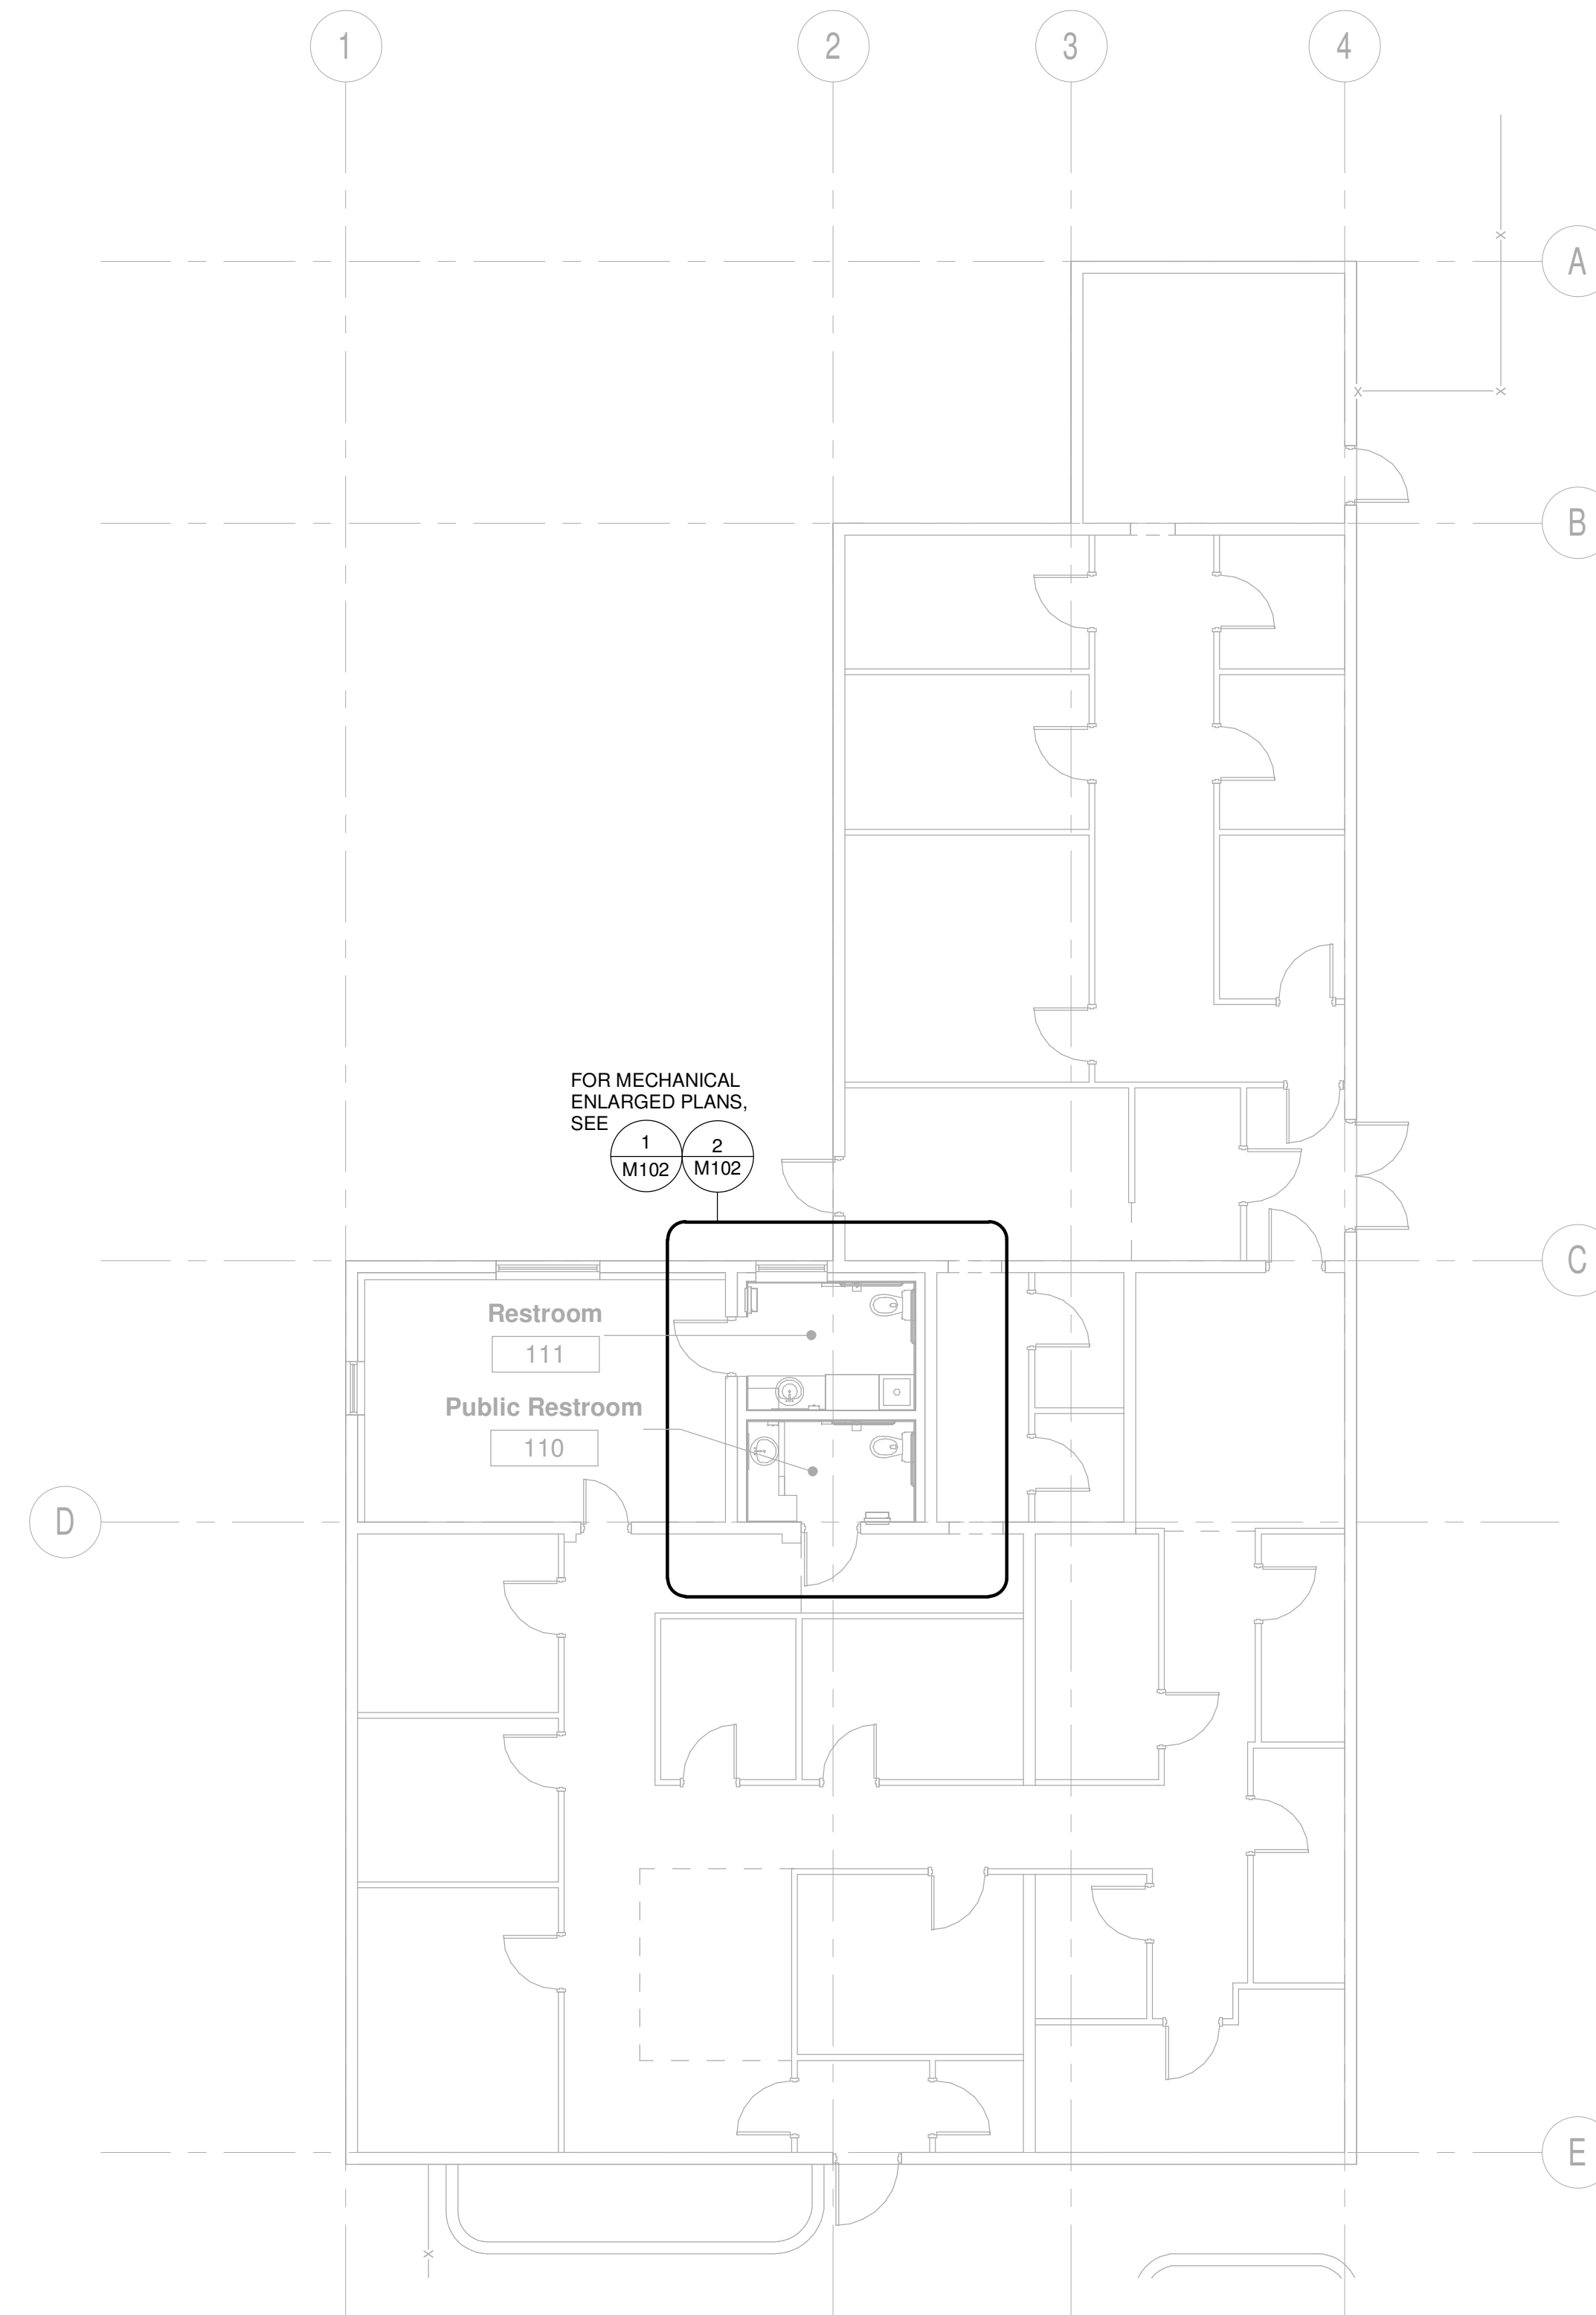 1
2
3
4
A
B
FOR MECHANICAL
ENLARGED PLANS,
SEE
1
M102
2
M102
C
Restroom
111
Public Restroom
110
D
E